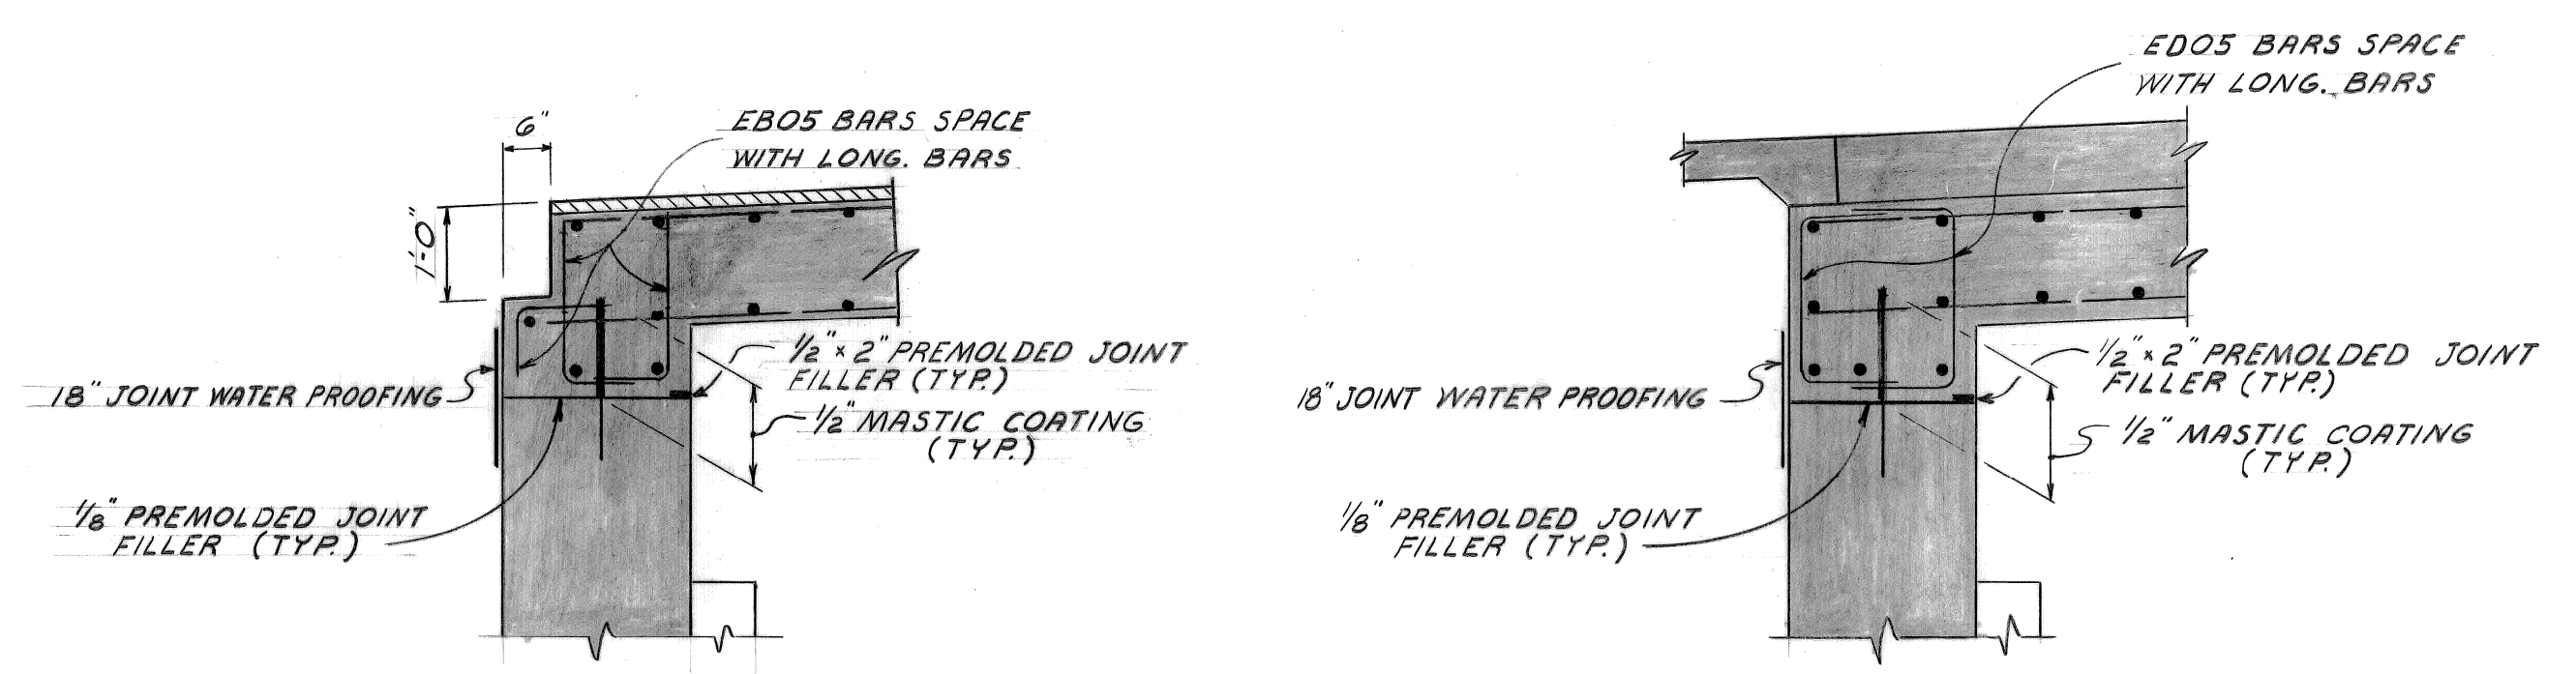 6"
EB05 BARS SPACE
WITH LONG. BARS
1'-0"
1/2" x 2" PREMOLDED JOINT
FILLER (TYP.)
18" JOINT WATER PROOFING
1/2" MASTIC COATING
(TYP.)
1/8" PREMOLDED JOINT
FILLER (TYP.)
ED05 BARS SPACE
WITH LONG. BARS
1/2" x 2" PREMOLDED JOINT
FILLER (TYP.)
18" JOINT WATER PROOFING
1/2" MASTIC COATING
(TYP.)
1/8" PREMOLDED JOINT
FILLER (TYP.)